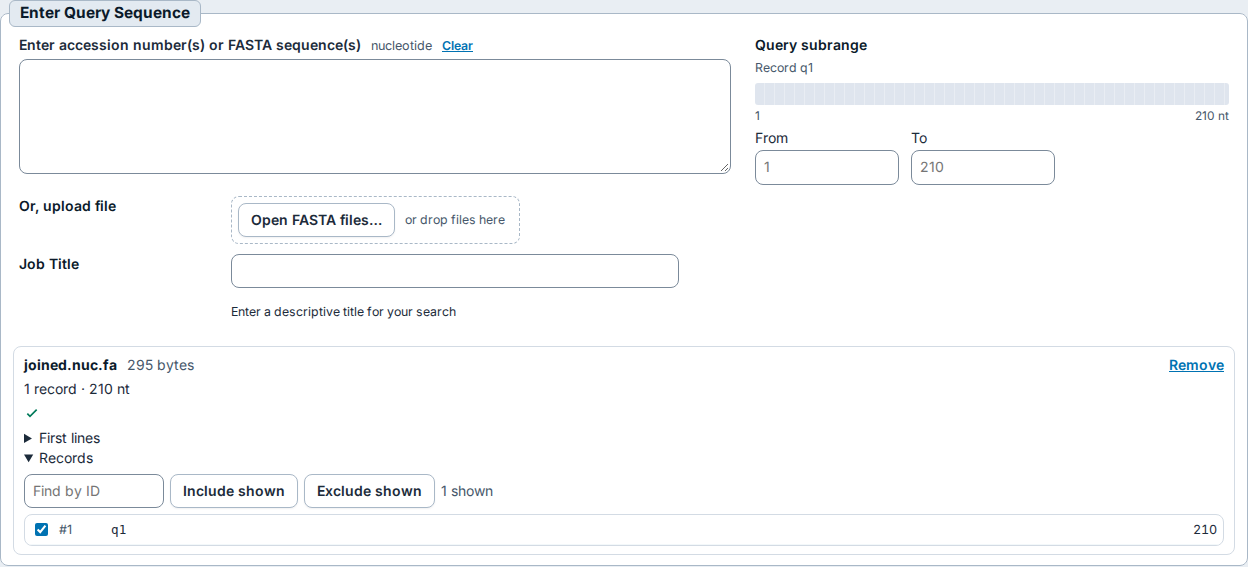 Enter Query Sequence
Enter accession number(s) or FASTA sequence(s) nucleotide Clear
Query subrange
Record q1
1 210 nt
From To
1 210
Or, upload file
Open FASTA files... or drop files here
Job Title
Enter a descriptive title for your search
joined.nuc.fa 295 bytes Remove
1 record · 210 nt
✓
▶ First lines
▼ Records
Find by ID Include shown Exclude shown 1 shown
#1 q1 210